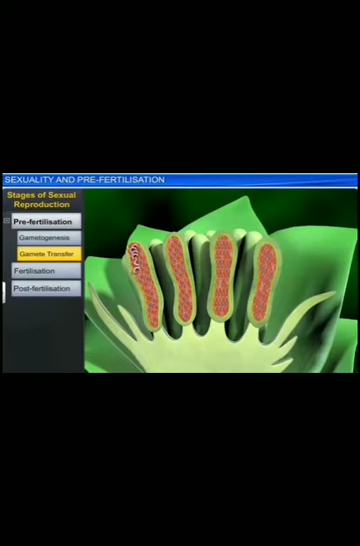 SEXUALITY AND PRE-FERTILISATION
Stages of Sexual
Reproduction
Pre-fertilisation
Gametogenesis
Gamete Transfer
Fertilisation
Post-fertilisation